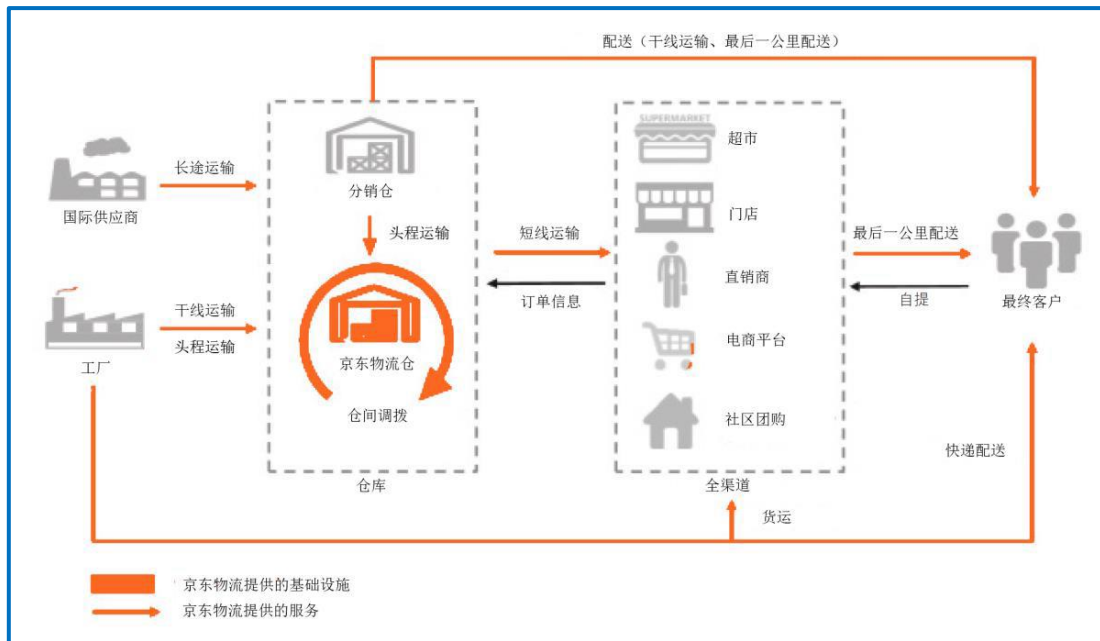 配送（干线运输、最后一公里配送）
SUPERMARKET
超市
长途运输
分销仓
国际供应商
门店
头程运输
短线运输
最后一公里配送
直销商
订单信息
自提
最终客户
干线运输
头程运输
电商平台
京东物流仓
工厂
仓间调拨
社区团购
快递配送
仓库
全渠道
货运
京东物流提供的基础设施
京东物流提供的服务